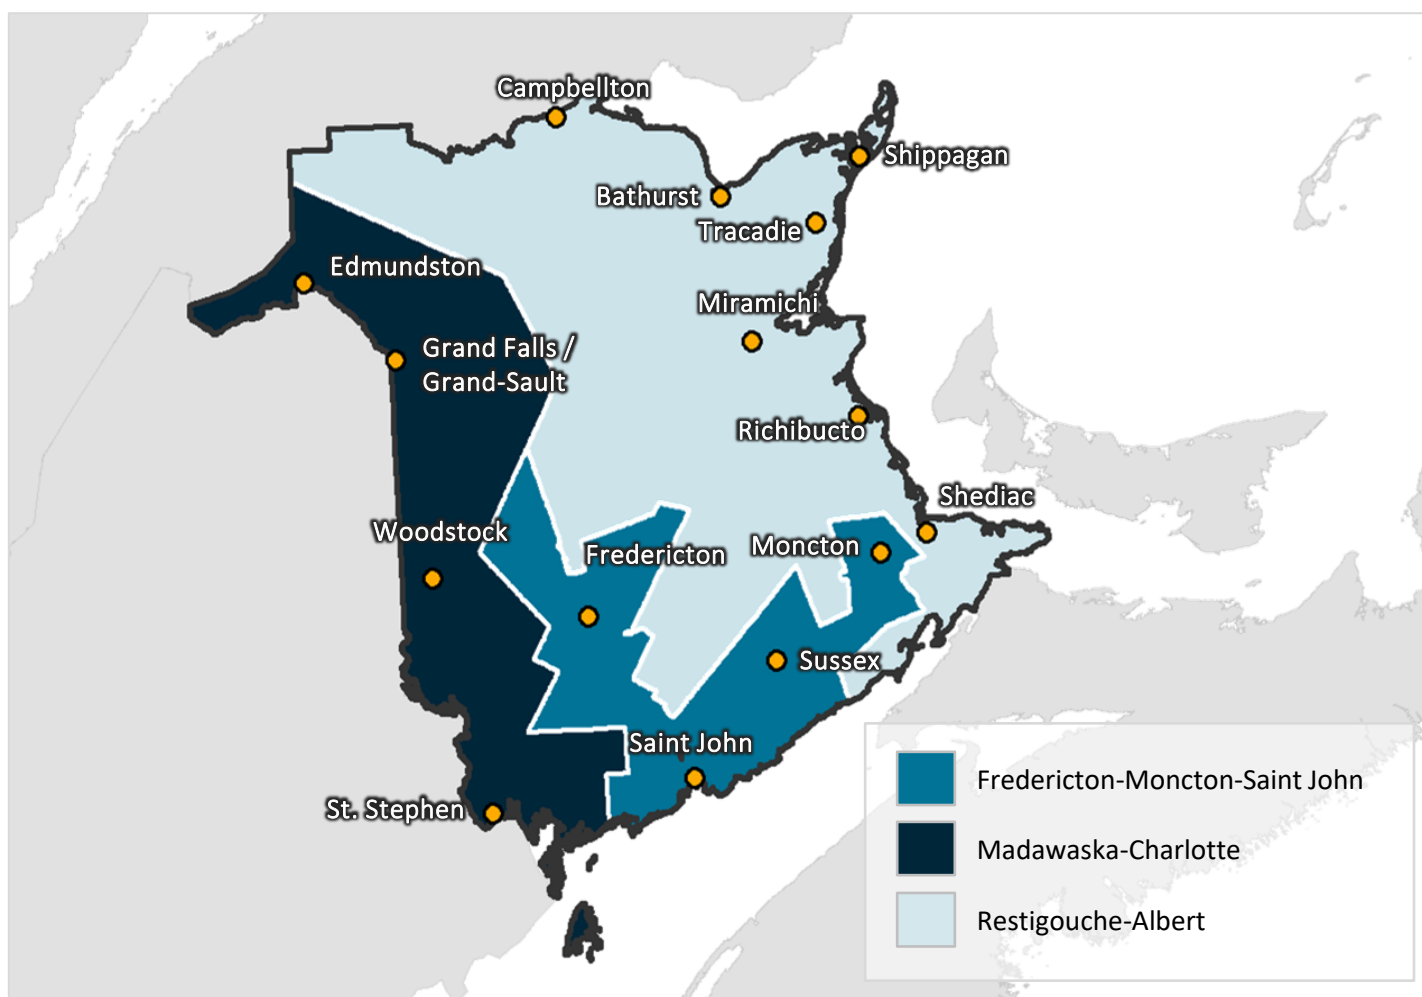 Campbellton
Shippagan
Bathurst
Tracadie
Edmundston
Miramichi
Grand Falls /
Grand-Sault
Richibucto
Shediac
Woodstock
Fredericton
Moncton
Sussex
Saint John
St. Stephen
Fredericton-Moncton-Saint John
Madawaska-Charlotte
Restigouche-Albert